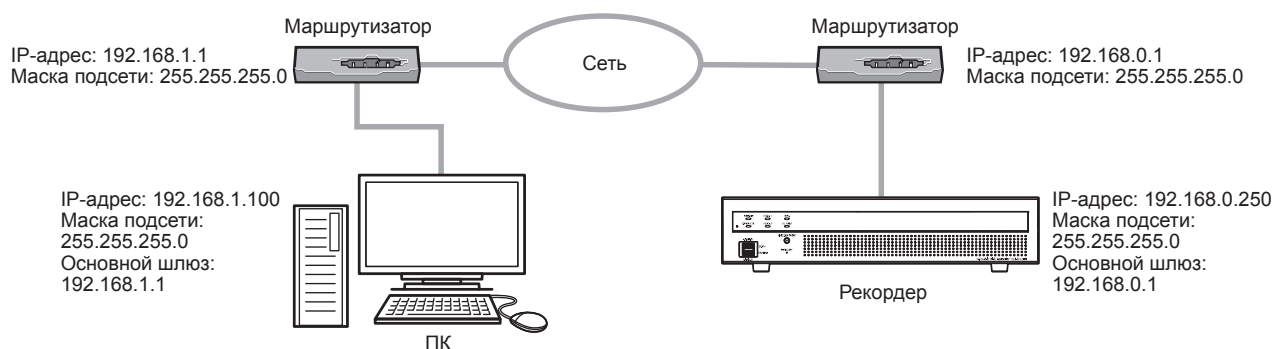 Маршрутизатор
IP-адрес: 192.168.1.1
Маска подсети: 255.255.255.0
Сеть
Маршрутизатор
IP-адрес: 192.168.0.1
Маска подсети: 255.255.255.0
IP-адрес: 192.168.1.100
Маска подсети:
255.255.255.0
Основной шлюз:
192.168.1.1
ПК
Рекордер
IP-адрес: 192.168.0.250
Маска подсети:
255.255.255.0
Основной шлюз:
192.168.0.1